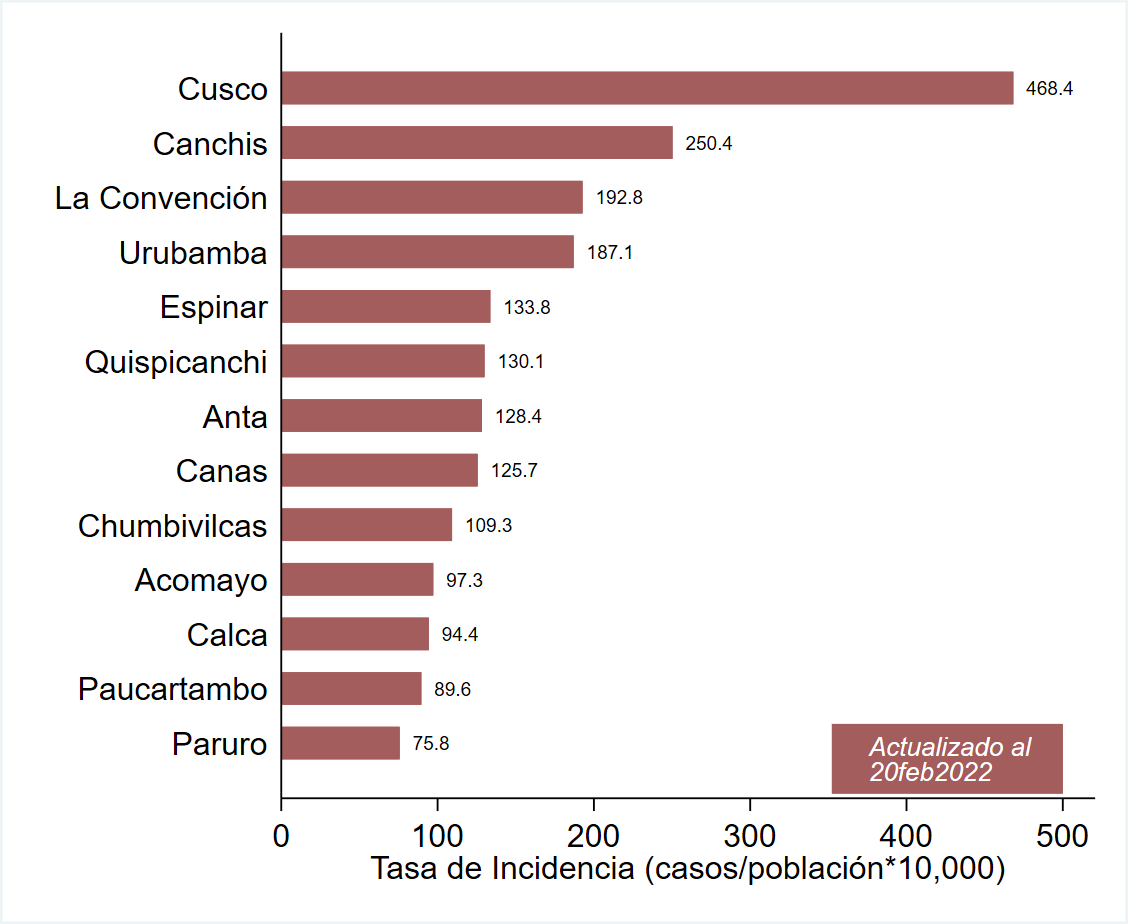 Cusco 468.4
Canchis 250.4
La Convención 192.8
Urubamba 187.1
Espinar 133.8
Quispicanchi 130.1
Anta 128.4
Canas 125.7
Chumbivilcas 109.3
Acomayo 97.3
Calca 94.4
Paucartambo 89.6
Paruro 75.8
Actualizado al
20feb2022
0 100 200 300 400 500
Tasa de Incidencia (casos/población*10,000)